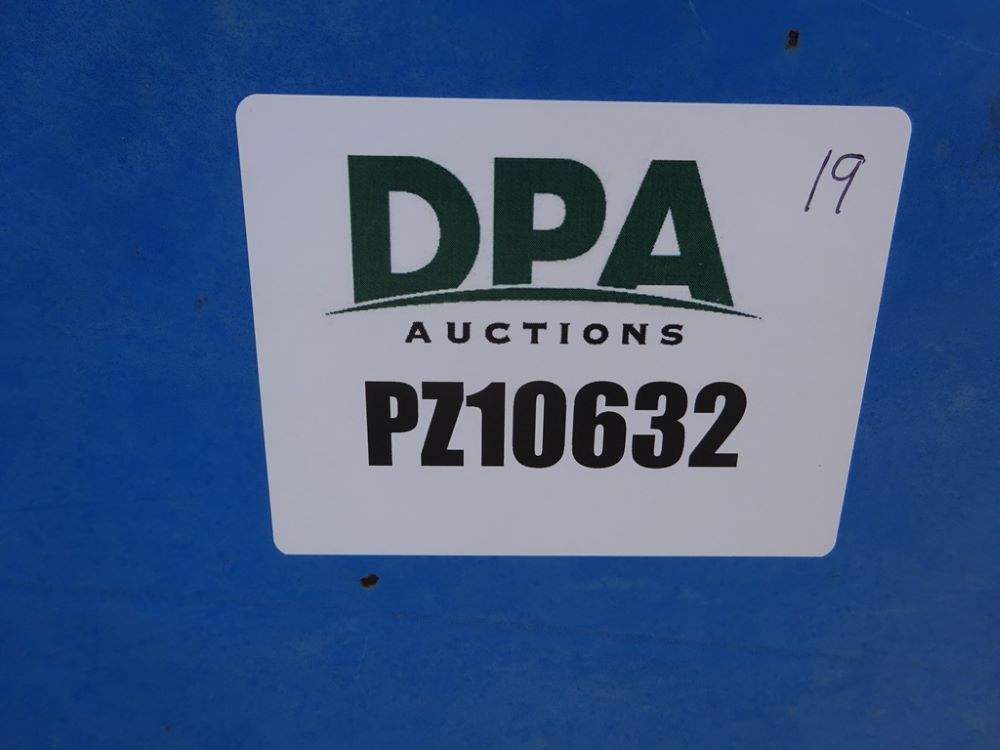 19
DPA
AUCTIONS
PZ10632